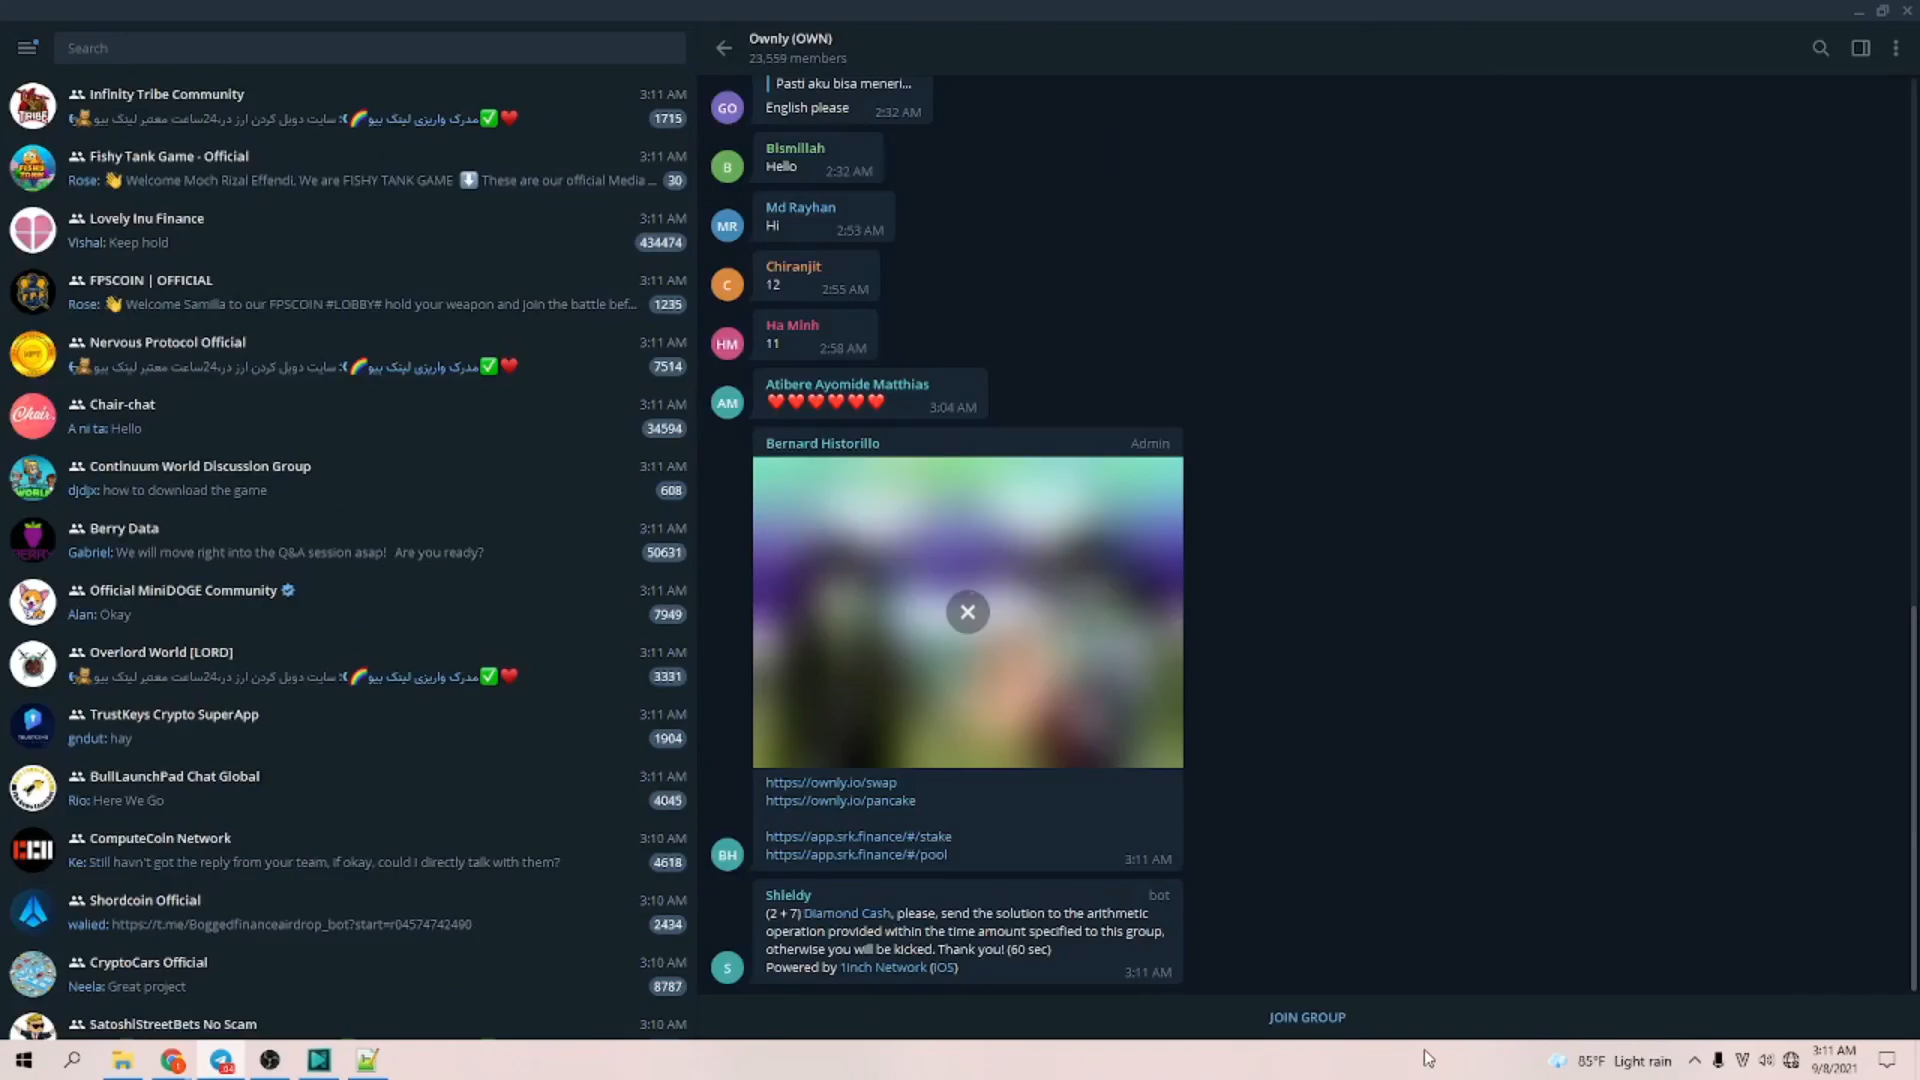 Search
Infinity Tribe Community
3:11 AM
سایت دوبل کردن ارز در24ساعت معتبر لینک بیو :)🌈مدرک واریزی لینک بیو✅❤️
1715
Fishy Tank Game - Official
3:11 AM
Rose: 👋 Welcome Moch Rizal Effendi. We are FISHY TANK GAME ⬇️ These are our official Media ...
30
Lovely Inu Finance
3:11 AM
Vishal: Keep hold
434474
FPSCOIN | OFFICIAL
3:11 AM
Rose: 👋 Welcome Samilla to our FPSCOIN #LOBBY# hold your weapon and join the battle bef...
1235
Nervous Protocol Official
3:11 AM
سایت دوبل کردن ارز در24ساعت معتبر لینک بیو :)🌈مدرک واریزی لینک بیو✅❤️
7514
Chair-chat
3:11 AM
A ni ta: Hello
34594
Continuum World Discussion Group
3:11 AM
djdjx: how to download the game
608
Berry Data
3:11 AM
Gabriel: We will move right into the Q&A session asap! Are you ready?
50631
Official MiniDOGE Community
3:11 AM
Alan: Okay
7949
Overlord World [LORD]
3:11 AM
سایت دوبل کردن ارز در24ساعت معتبر لینک بیو :)🌈مدرک واریزی لینک بیو✅❤️
3331
TrustKeys Crypto SuperApp
3:11 AM
gndut: hay
1904
BullLaunchPad Chat Global
3:11 AM
Rio: Here We Go
4045
ComputeCoin Network
3:10 AM
Ke: Still havn't got the reply from your team, if okay, could I directly talk with them?
4618
Shordcoin Official
3:10 AM
walied: https://t.me/Boggedfinanceairdrop_bot?start=r04574742490
2434
CryptoCars Official
3:10 AM
Neela: Great project
8787
SatoshiStreetBets No Scam
3:10 AM
Ownly (OWN)
23,559 members
Pasti aku bisa meneri...
GO
English please
2:32 AM
Bismillah
B
Hello
2:32 AM
Md Rayhan
MR
Hi
2:53 AM
Chiranjit
C
12
2:55 AM
Ha Minh
HM
11
2:58 AM
Atibere Ayomide Matthias
AM
❤️❤️❤️❤️❤️❤️
3:04 AM
Bernard Historillo
Admin
https://ownly.io/swap
https://ownly.io/pancake
https://app.srk.finance/#/stake
https://app.srk.finance/#/pool
BH
3:11 AM
Shieldy
bot
(2 + 7) Diamond Cash, please, send the solution to the arithmetic
operation provided within the time amount specified to this group,
otherwise you will be kicked. Thank you! (60 sec)
Powered by 1inch Network (iOS)
S
3:11 AM
JOIN GROUP
85°F Light rain
3:11 AM
9/8/2021